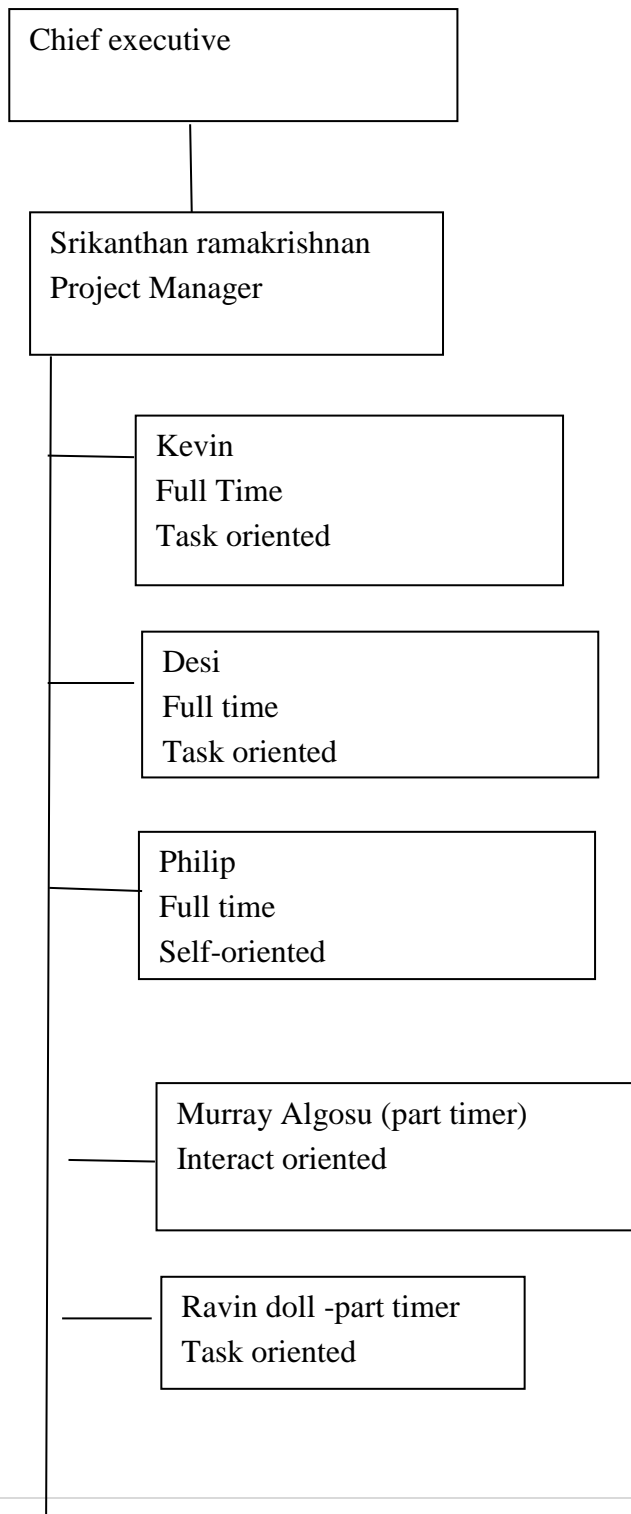 Chief executive
Srikanthan ramakrishnan
Project Manager
Kevin
Full Time
Task oriented
Desi
Full time
Task oriented
Philip
Full time
Self-oriented
Murray Algosu (part timer)
Interact oriented
Ravin doll -part timer
Task oriented